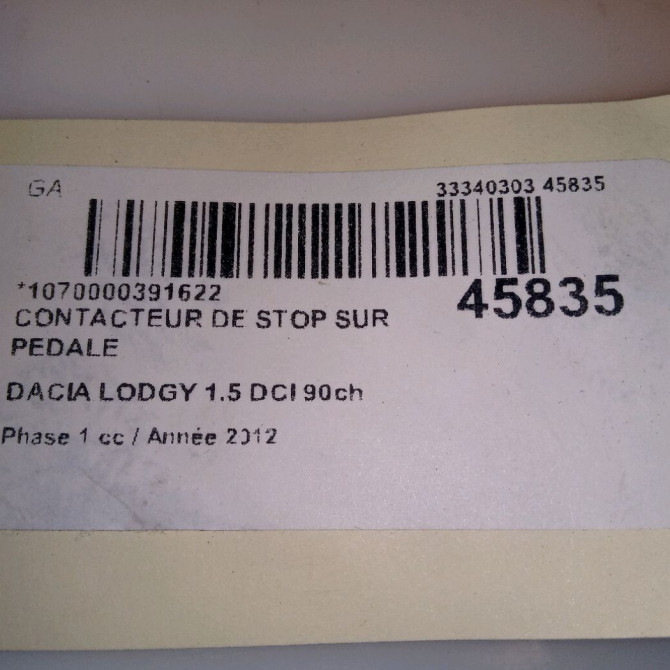 GA 33340303 45835
*1070000391622
45835
CONTACTEUR DE STOP SUR
PEDALE
DACIA LODGY 1.5 DCI 90ch
Phase 1 cc / Année 2012